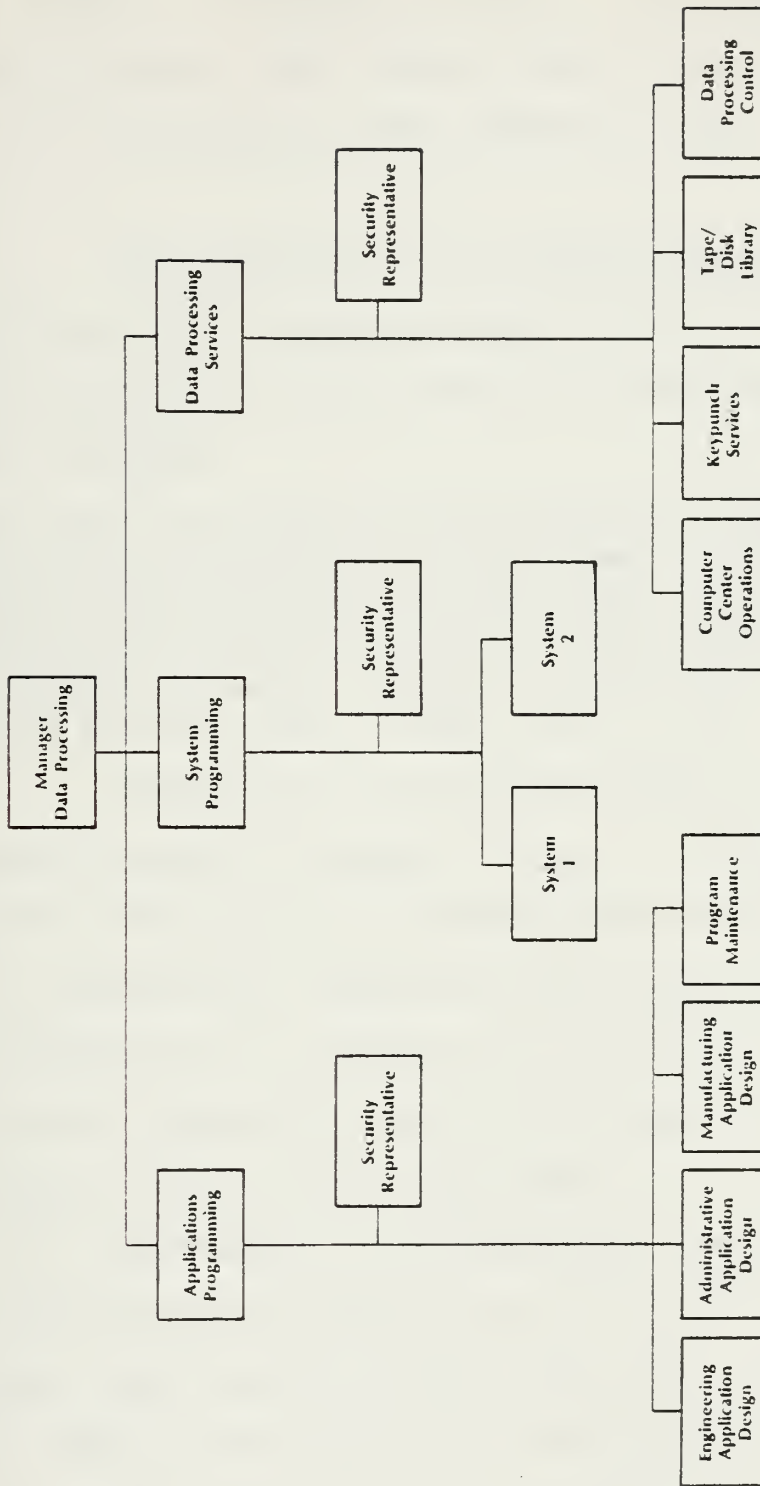 Manager
Data Processing
Applications
Programming
System
Programming
Data Processing
Services
Security
Representative
Security
Representative
Security
Representative
System
1
System
2
Engineering
Application
Design
Administrative
Application
Design
Manufacturing
Application
Design
Program
Maintenance
Computer
Center
Operations
Keypunch
Services
Tape/
Disk
Library
Data
Processing
Control